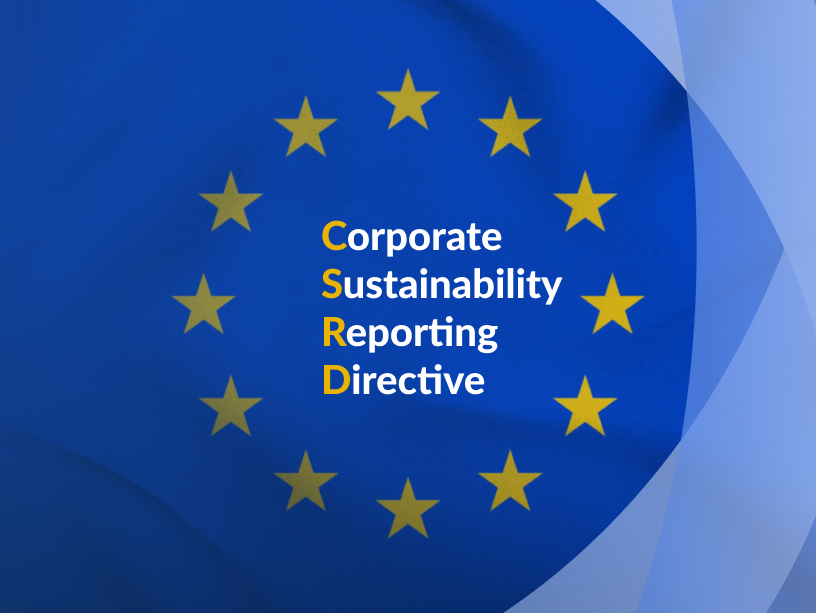 Corporate
Sustainability
Reporting
Directive